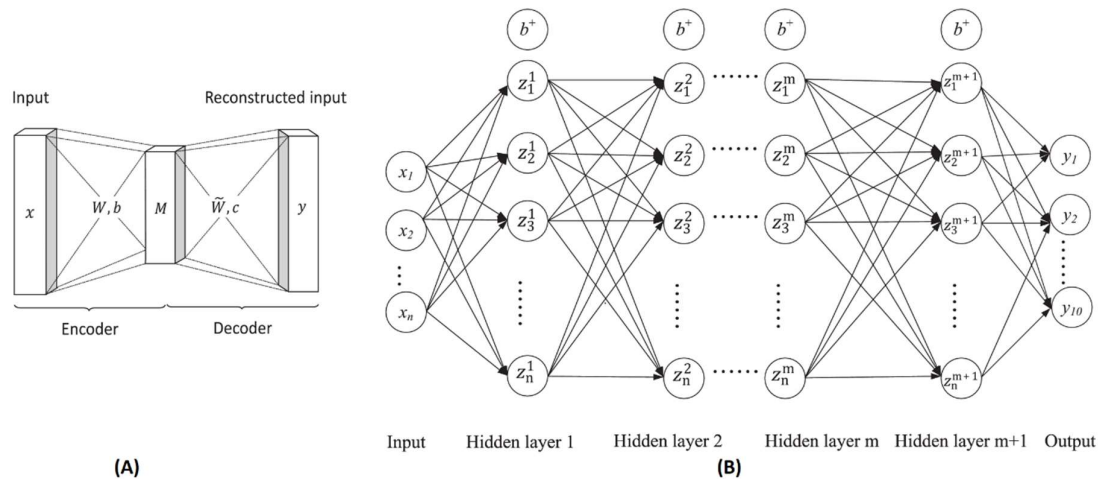 Input
Reconstructed input
x
W, b
M
W̃, c
y
Encoder
Decoder
(A)
b⁺ b⁺ b⁺ b⁺
z₁¹ z₁² ...... z₁ᵐ z₁ᵐ⁺¹
z₂¹ z₂² ...... z₂ᵐ z₂ᵐ⁺¹
z₃¹ z₃² ...... z₃ᵐ z₃ᵐ⁺¹
zₙ¹ zₙ² ...... zₙᵐ zₙᵐ⁺¹
x₁
x₂
xₙ
y₁
y₂
y₁₀
Input Hidden layer 1 Hidden layer 2 Hidden layer m Hidden layer m+1 Output
(B)